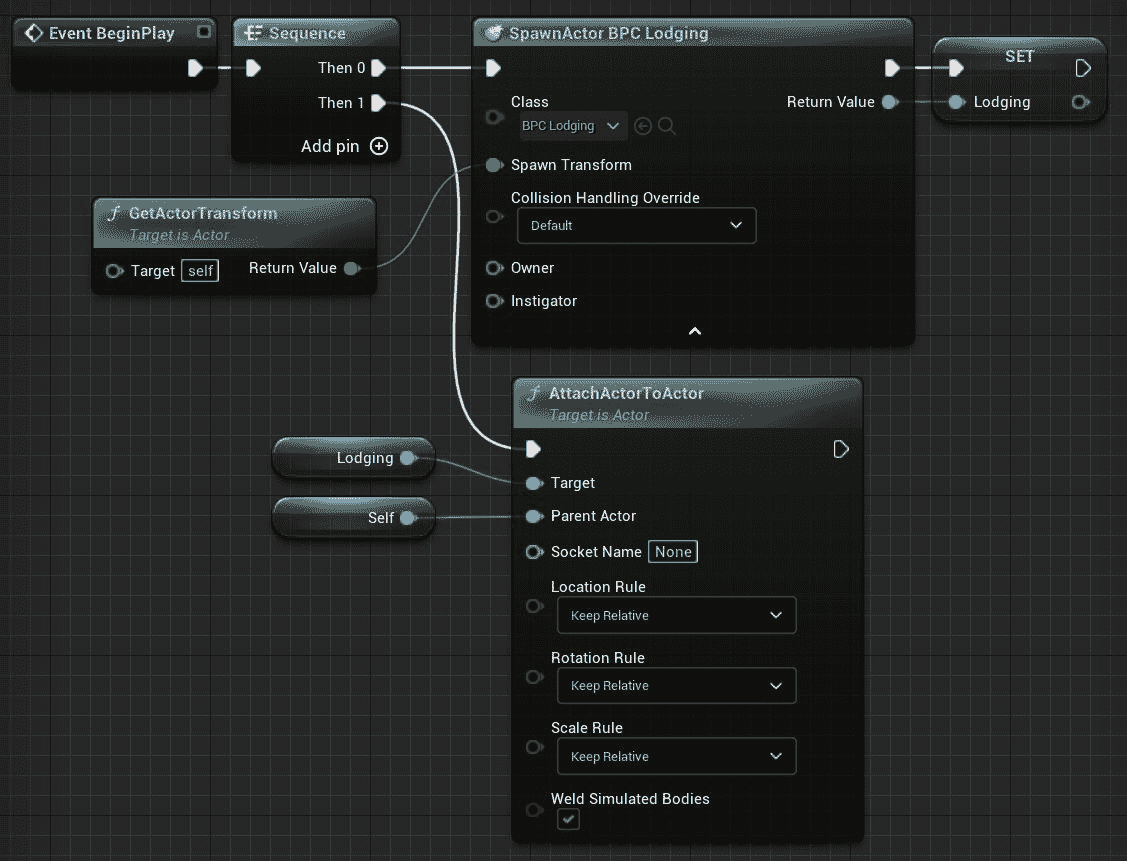 Event BeginPlay
Sequence
Then 0
Then 1
Add pin
GetActorTransform
Target is Actor
Target self
Return Value
SpawnActor BPC Lodging
Class
BPC Lodging
Return Value
Spawn Transform
Collision Handling Override
Default
Owner
Instigator
SET
Lodging
Lodging
Self
AttachActorToActor
Target is Actor
Target
Parent Actor
Socket Name None
Location Rule
Keep Relative
Rotation Rule
Keep Relative
Scale Rule
Keep Relative
Weld Simulated Bodies